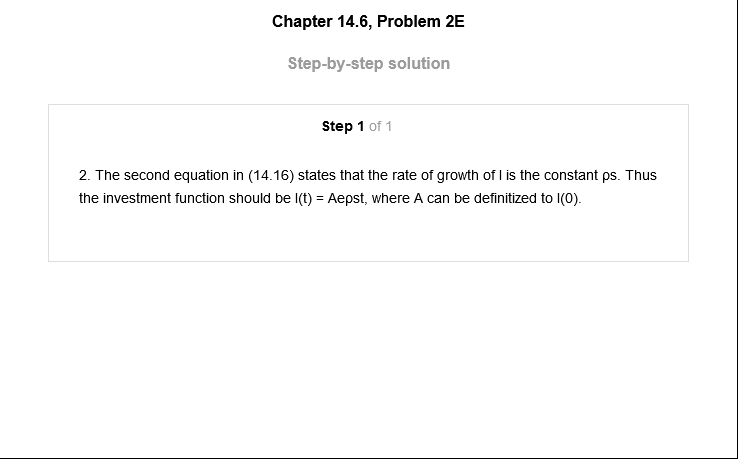 Chapter 14.6, Problem 2E
Step-by-step solution
Step 1 of 1
2. The second equation in (14.16) states that the rate of growth of I is the constant ρs. Thus
the investment function should be I(t) = Aeρst, where A can be definitized to I(0).